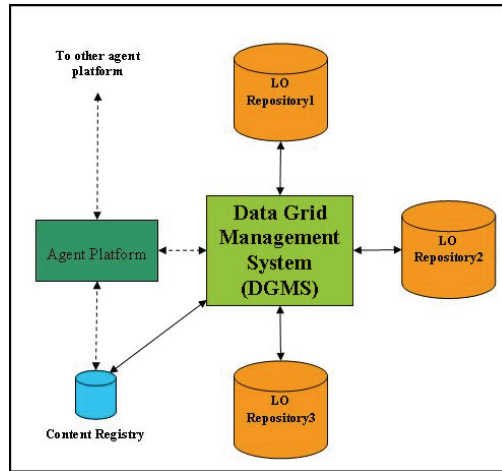 To other agent
platform
LO
Repository1
Agent Platform
Data Grid
Management
System
(DGMS)
LO
Repository2
Content Registry
LO
Repository3